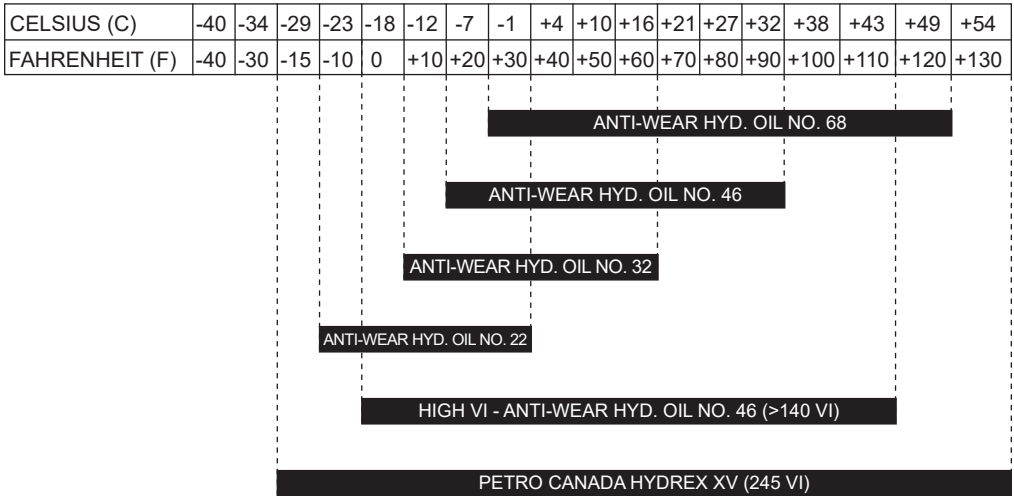 CELSIUS (C) -40 -34 -29 -23 -18 -12 -7 -1 +4 +10 +16 +21 +27 +32 +38 +43 +49 +54
FAHRENHEIT (F) -40 -30 -15 -10 0 +10 +20 +30 +40 +50 +60 +70 +80 +90 +100 +110 +120 +130
ANTI-WEAR HYD. OIL NO. 68
ANTI-WEAR HYD. OIL NO. 46
ANTI-WEAR HYD. OIL NO. 32
ANTI-WEAR HYD. OIL NO. 22
HIGH VI - ANTI-WEAR HYD. OIL NO. 46 (>140 VI)
PETRO CANADA HYDREX XV (245 VI)